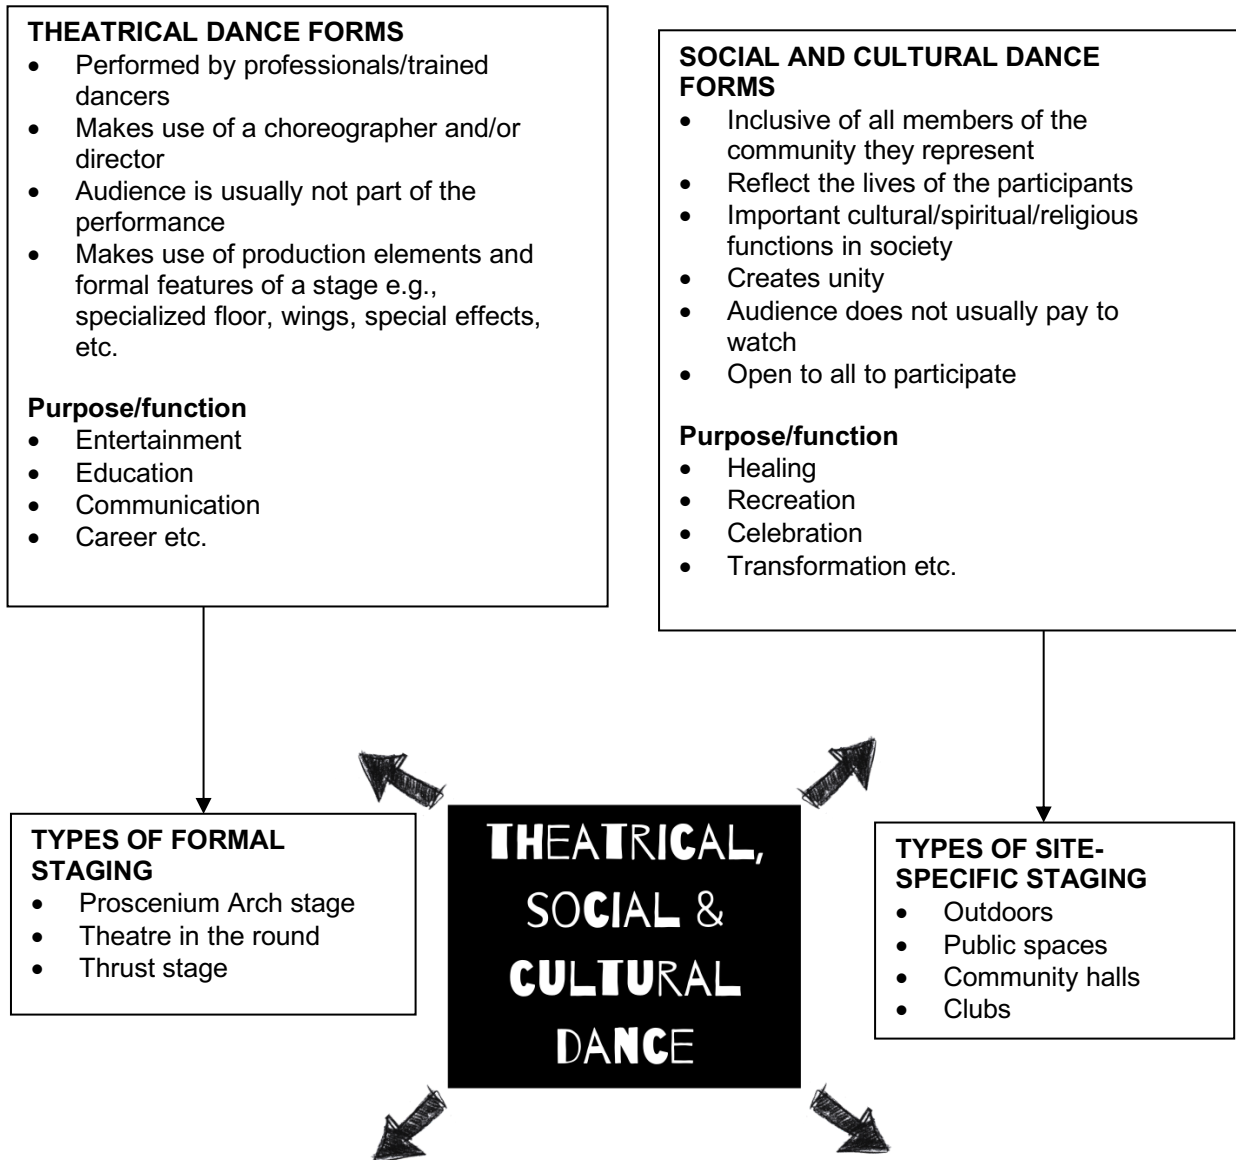 THEATRICAL DANCE FORMS
• Performed by professionals/trained
dancers
• Makes use of a choreographer and/or
director
• Audience is usually not part of the
performance
• Makes use of production elements and
formal features of a stage e.g.,
specialized floor, wings, special effects,
etc.
Purpose/function
• Entertainment
• Education
• Communication
• Career etc.
SOCIAL AND CULTURAL DANCE
FORMS
• Inclusive of all members of the
community they represent
• Reflect the lives of the participants
• Important cultural/spiritual/religious
functions in society
• Creates unity
• Audience does not usually pay to
watch
• Open to all to participate
Purpose/function
• Healing
• Recreation
• Celebration
• Transformation etc.
TYPES OF FORMAL
STAGING
• Proscenium Arch stage
• Theatre in the round
• Thrust stage
THEATRICAL,
SOCIAL &
CULTURAL
DANCE
TYPES OF SITE-
SPECIFIC STAGING
• Outdoors
• Public spaces
• Community halls
• Clubs